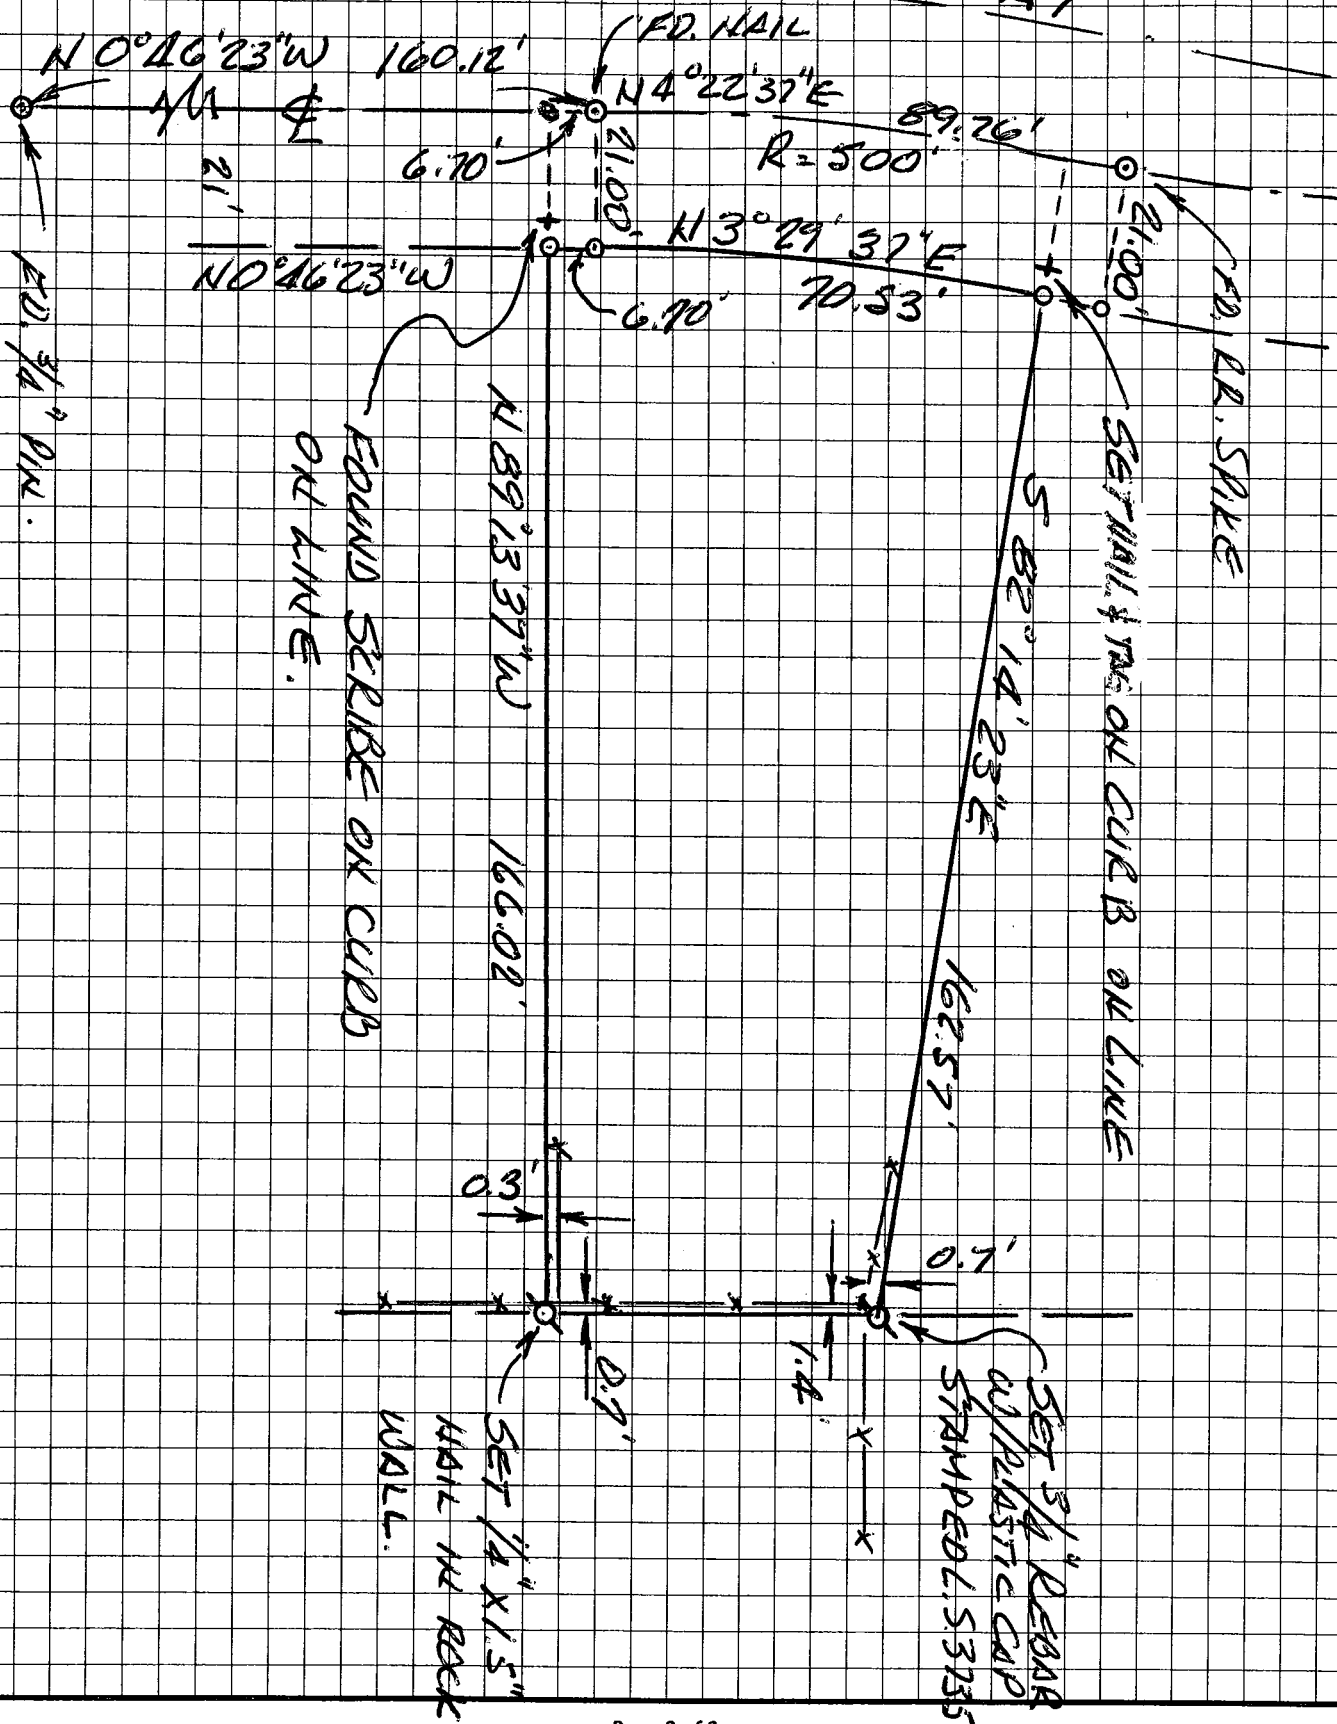 FD. NAIL
N 0°46'23"W 160.12'
N 4°22'37"E
89.76'
R = 500'
6.70'
21.00'
21'
N 3°29'37"E
70.53'
21.00'
N 0°46'23"W
6.70'
FD. RR. SPIKE
FD. 3/4" PIN.
SET NAIL & TAG ON CURB ON LINE
FOUND SCRIBE ON CURB
ON LINE.
N 89°13'37"W 166.02'
S 82°14'23"E 162.57'
0.3'
0.7'
0.7'
1.4'
SET 3/4" REBAR
W/PLASTIC CAP
STAMPED L.S 3735
SET 1/4" X 1.5"
NAIL IN ROCK
WALL.